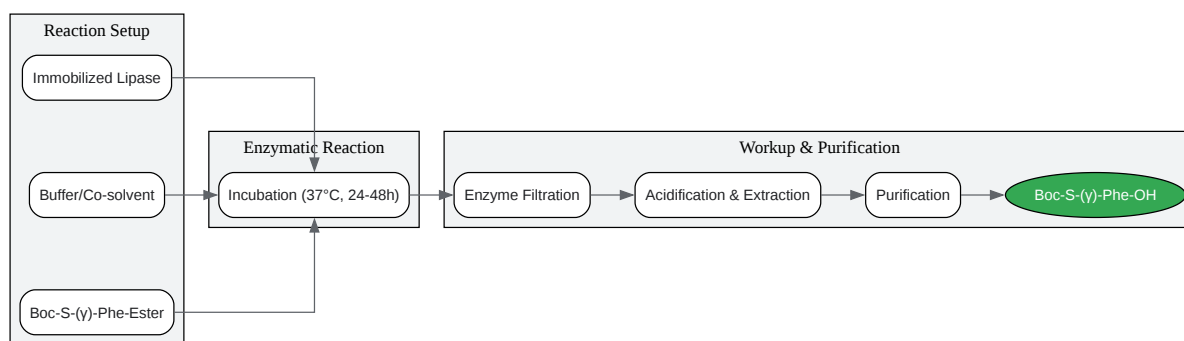 Reaction Setup
Immobilized Lipase
Buffer/Co-solvent
Boc-S-(γ)-Phe-Ester
Enzymatic Reaction
Incubation (37°C, 24-48h)
Workup & Purification
Enzyme Filtration
Acidification & Extraction
Purification
Boc-S-(γ)-Phe-OH